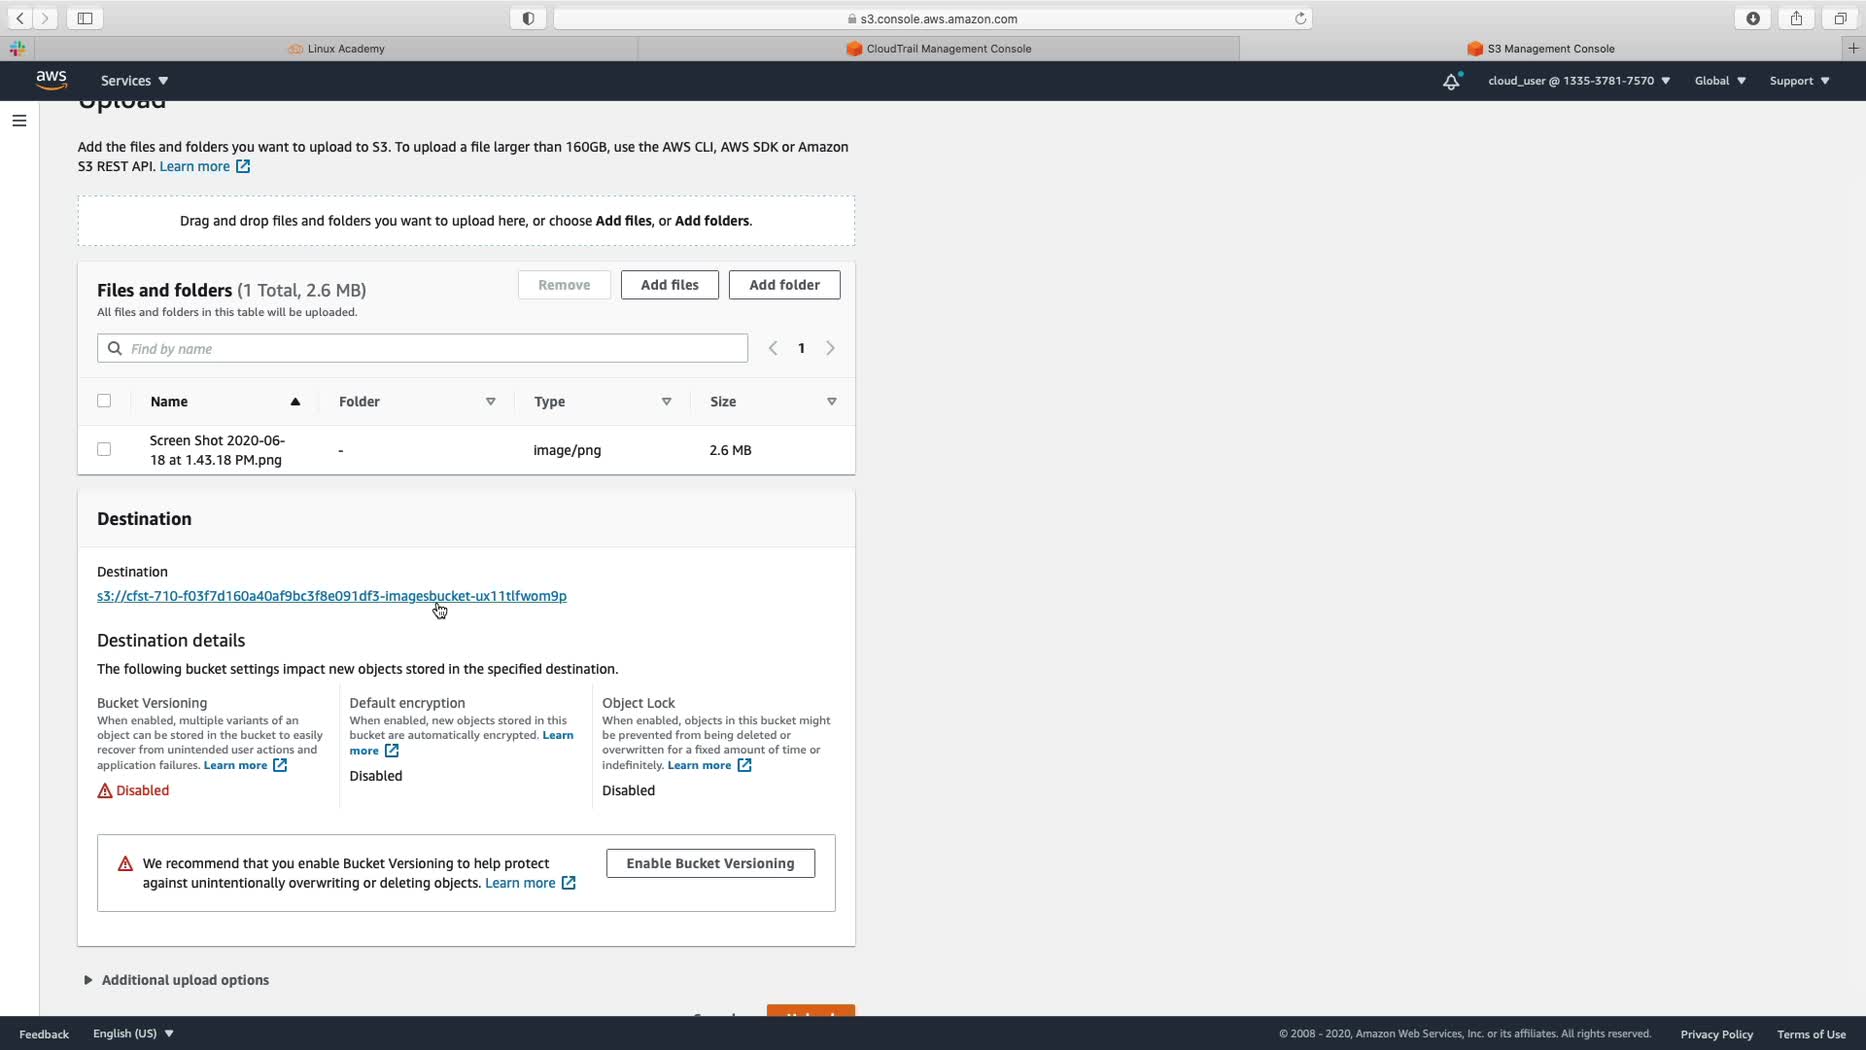 s3.console.aws.amazon.com
Linux Academy
CloudTrail Management Console
S3 Management Console
aws
Services
cloud_user @ 1335-3781-7570
Global
Support
Upload
Add the files and folders you want to upload to S3. To upload a file larger than 160GB, use the AWS CLI, AWS SDK or Amazon
S3 REST API. Learn more
Drag and drop files and folders you want to upload here, or choose Add files, or Add folders.
Files and folders (1 Total, 2.6 MB)
Remove
Add files
Add folder
All files and folders in this table will be uploaded.
Find by name
1
Name
Folder
Type
Size
Screen Shot 2020-06-
18 at 1.43.18 PM.png
-
image/png
2.6 MB
Destination
Destination
s3://cfst-710-f03f7d160a40af9bc3f8e091df3-imagesbucket-ux11tlfwom9p
Destination details
The following bucket settings impact new objects stored in the specified destination.
Bucket Versioning
When enabled, multiple variants of an
object can be stored in the bucket to easily
recover from unintended user actions and
application failures. Learn more
Disabled
Default encryption
When enabled, new objects stored in this
bucket are automatically encrypted. Learn
more
Disabled
Object Lock
When enabled, objects in this bucket might
be prevented from being deleted or
overwritten for a fixed amount of time or
indefinitely. Learn more
Disabled
We recommend that you enable Bucket Versioning to help protect
against unintentionally overwriting or deleting objects. Learn more
Enable Bucket Versioning
Additional upload options
Feedback
English (US)
© 2008 - 2020, Amazon Web Services, Inc. or its affiliates. All rights reserved.
Privacy Policy
Terms of Use